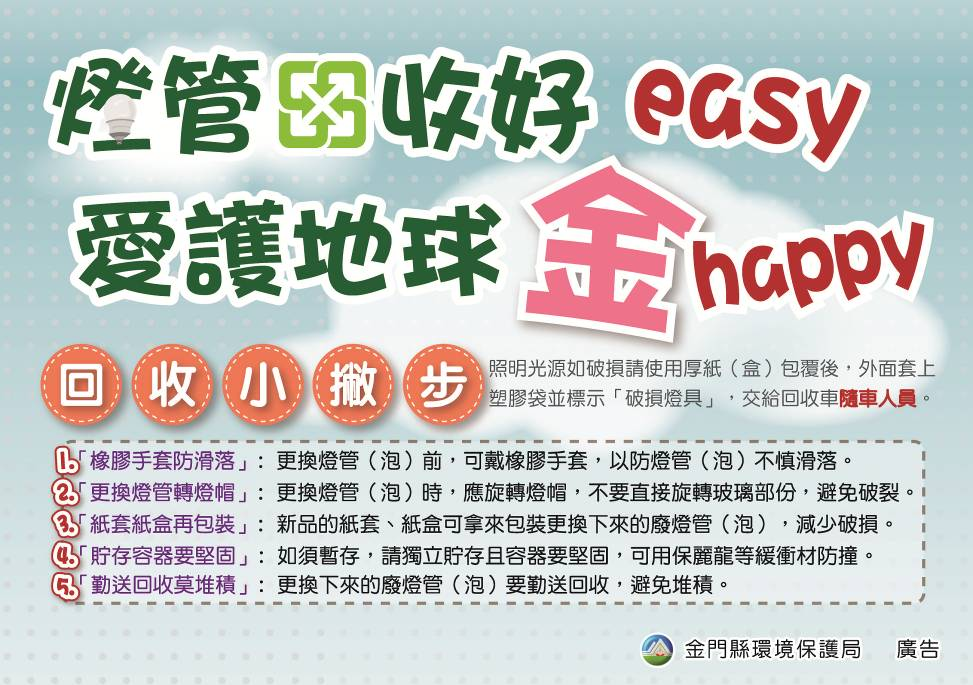 燈管回收好 easy
愛護地球 金 happy
回收小撇步
照明光源如破損請使用厚紙（盒）包覆後，外面套上
塑膠袋並標示「破損燈具」，交給回收車隨車人員。
1.「橡膠手套防滑落」：更換燈管（泡）前，可戴橡膠手套，以防燈管（泡）不慎滑落。
2.「更換燈管轉燈帽」：更換燈管（泡）時，應旋轉燈帽，不要直接旋轉玻璃部份，避免破裂。
3.「紙套紙盒再包裝」：新品的紙套、紙盒可拿來包裝更換下來的廢燈管（泡），減少破損。
4.「貯存容器要堅固」：如須暫存，請獨立貯存且容器要堅固，可用保麗龍等緩衝材防撞。
5.「勤送回收莫堆積」：更換下來的廢燈管（泡）要勤送回收，避免堆積。
金門縣環境保護局 廣告